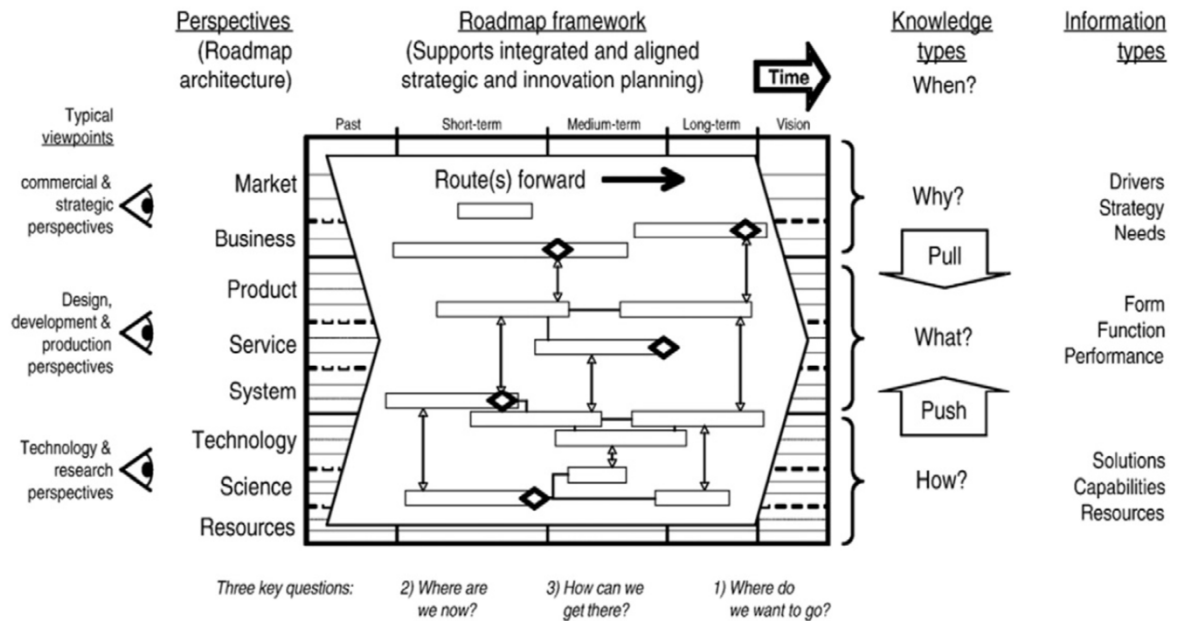 Perspectives
(Roadmap
architecture)
Roadmap framework
(Supports integrated and aligned
strategic and innovation planning)
Time
Knowledge
types
When?
Information
types
Typical
viewpoints
Past
Short-term
Medium-term
Long-term
Vision
commercial &
strategic
perspectives
Market
Business
Route(s) forward
Why?
Drivers
Strategy
Needs
Pull
Design,
development &
production
perspectives
Product
Service
System
What?
Form
Function
Performance
Push
Technology &
research
perspectives
Technology
Science
Resources
How?
Solutions
Capabilities
Resources
Three key questions:
2) Where are
we now?
3) How can we
get there?
1) Where do
we want to go?